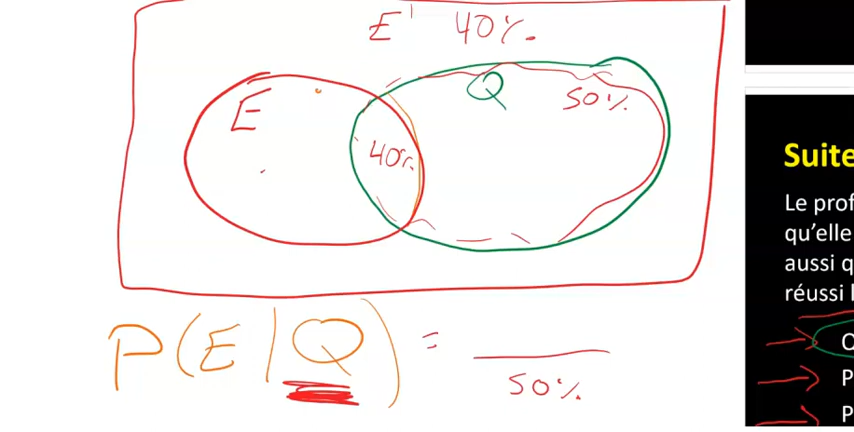 E' 40%.
E
Q
50%
40%
P(E|Q) = ―
50%
Suite
Le prof
qu'elle
aussi q
réussi l
P
P